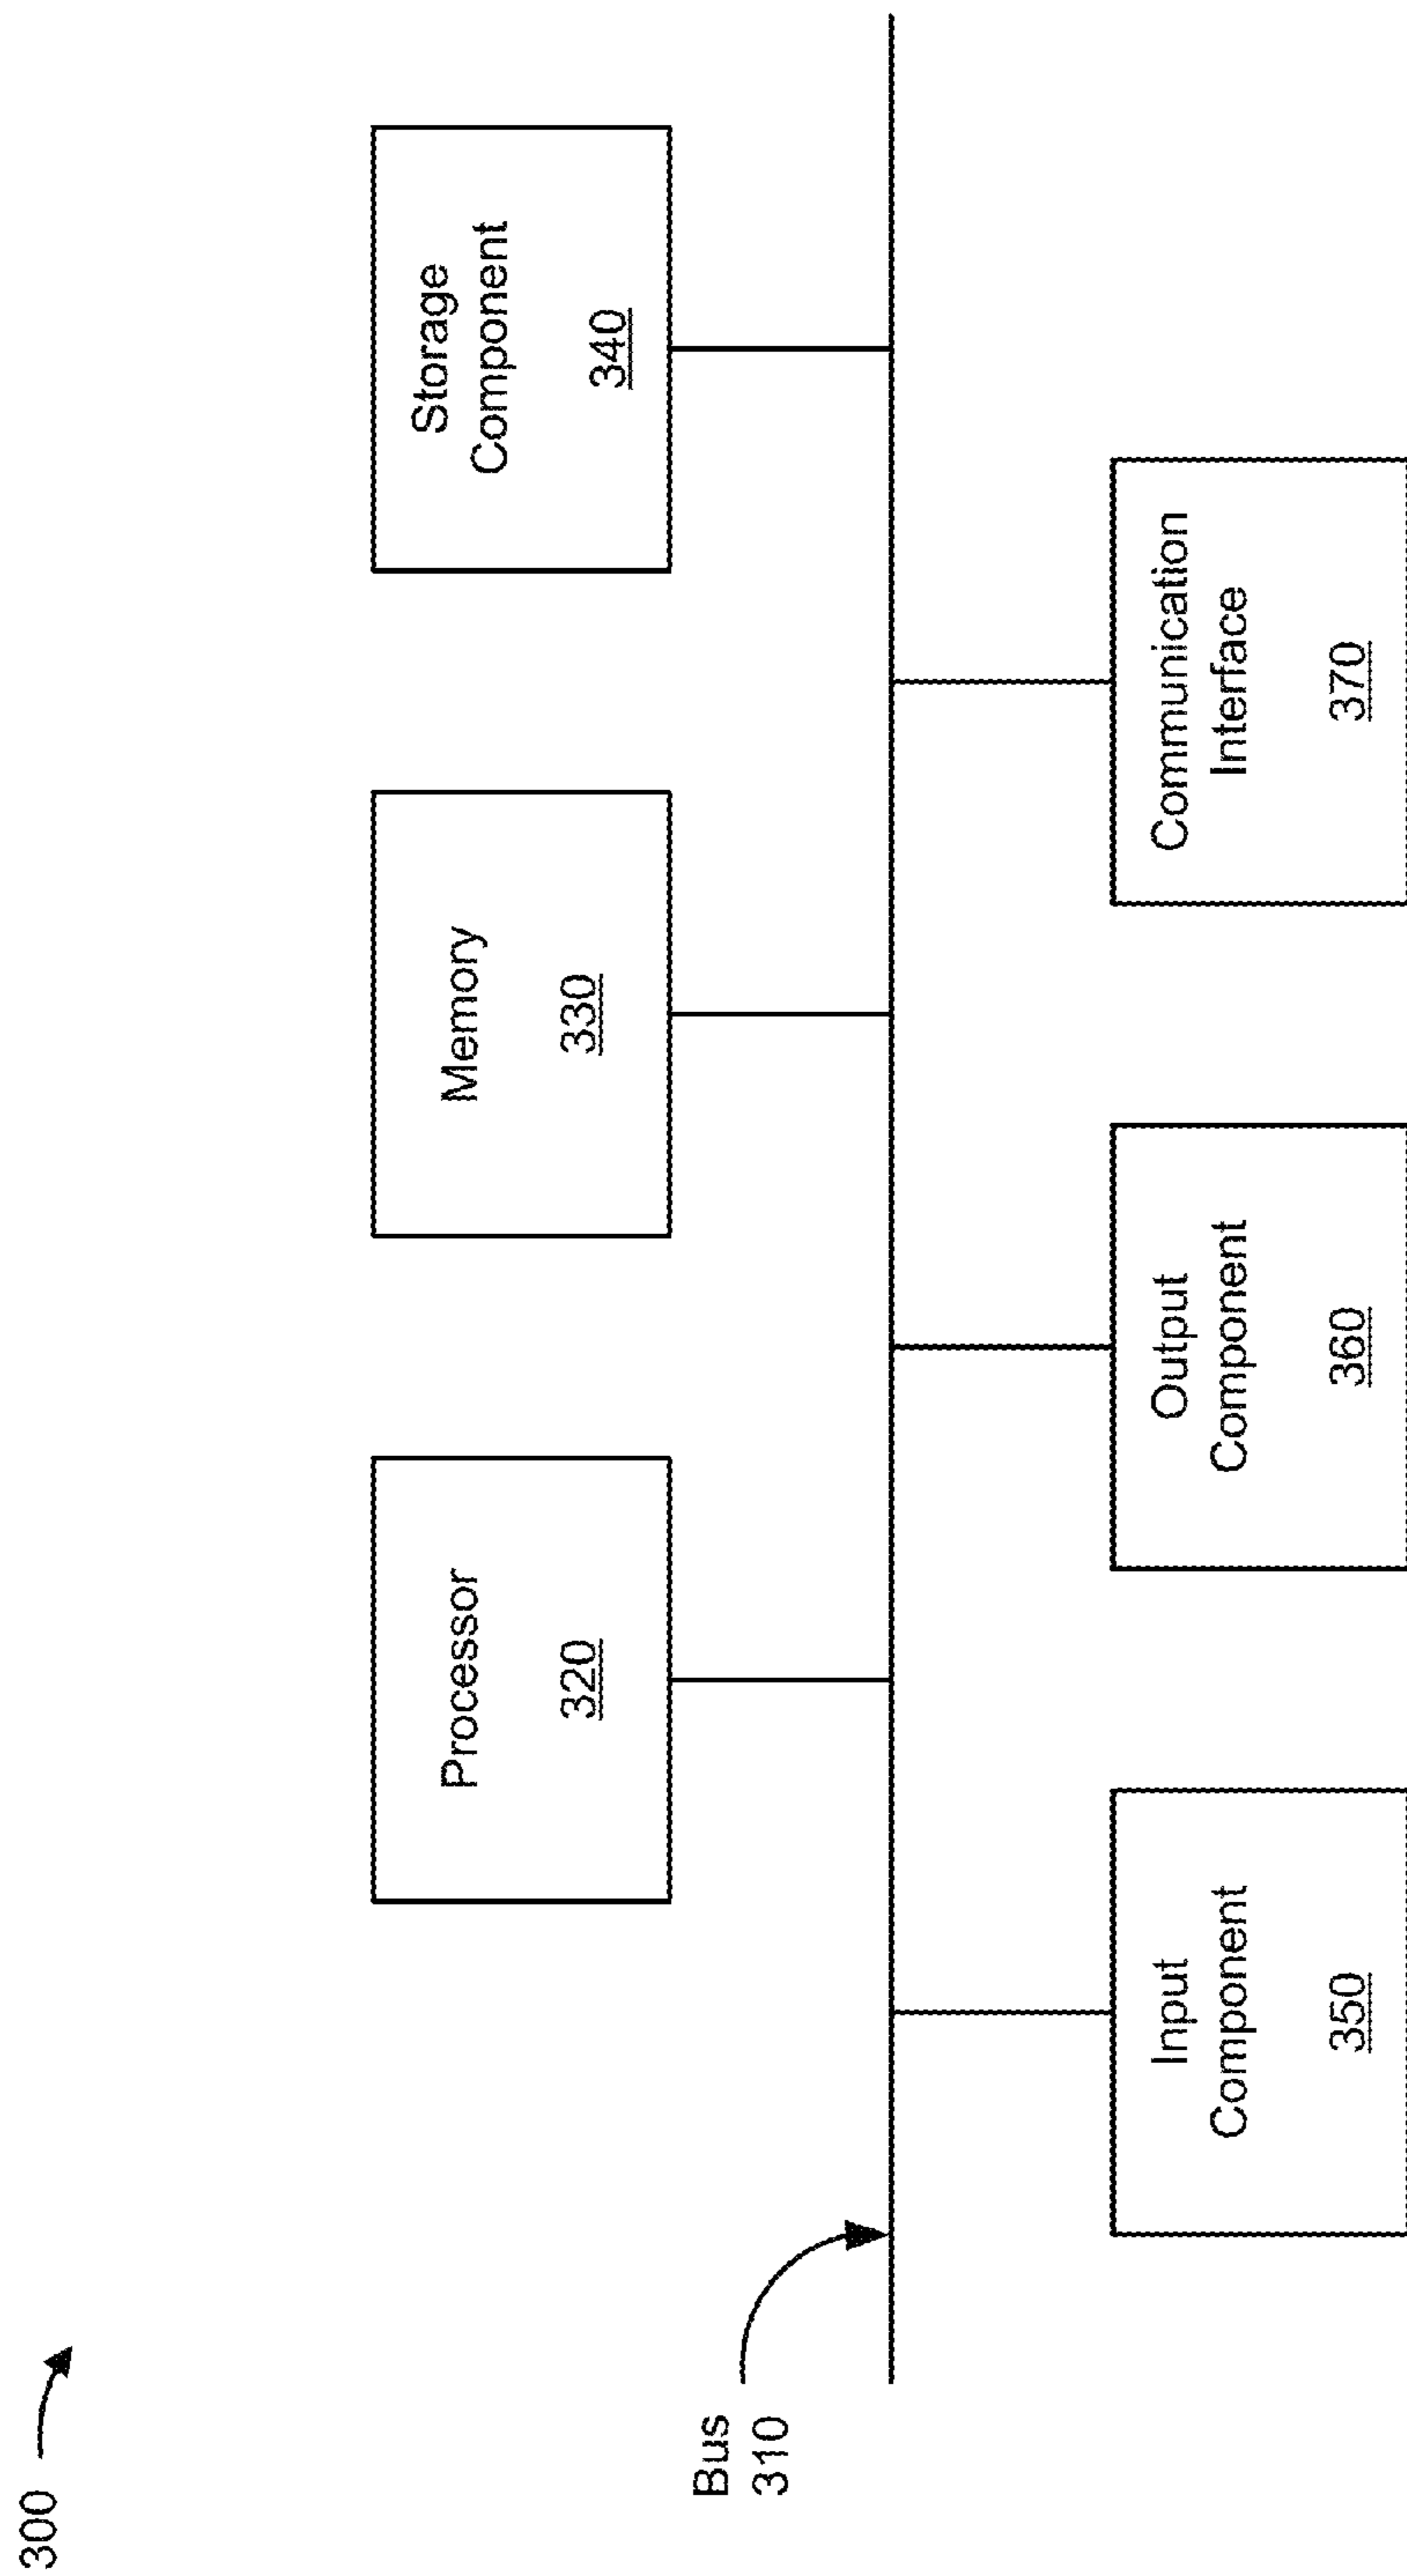 300
Bus
310
Processor
320
Memory
330
Storage
Component
340
Input
Component
350
Output
Component
360
Communication
Interface
370